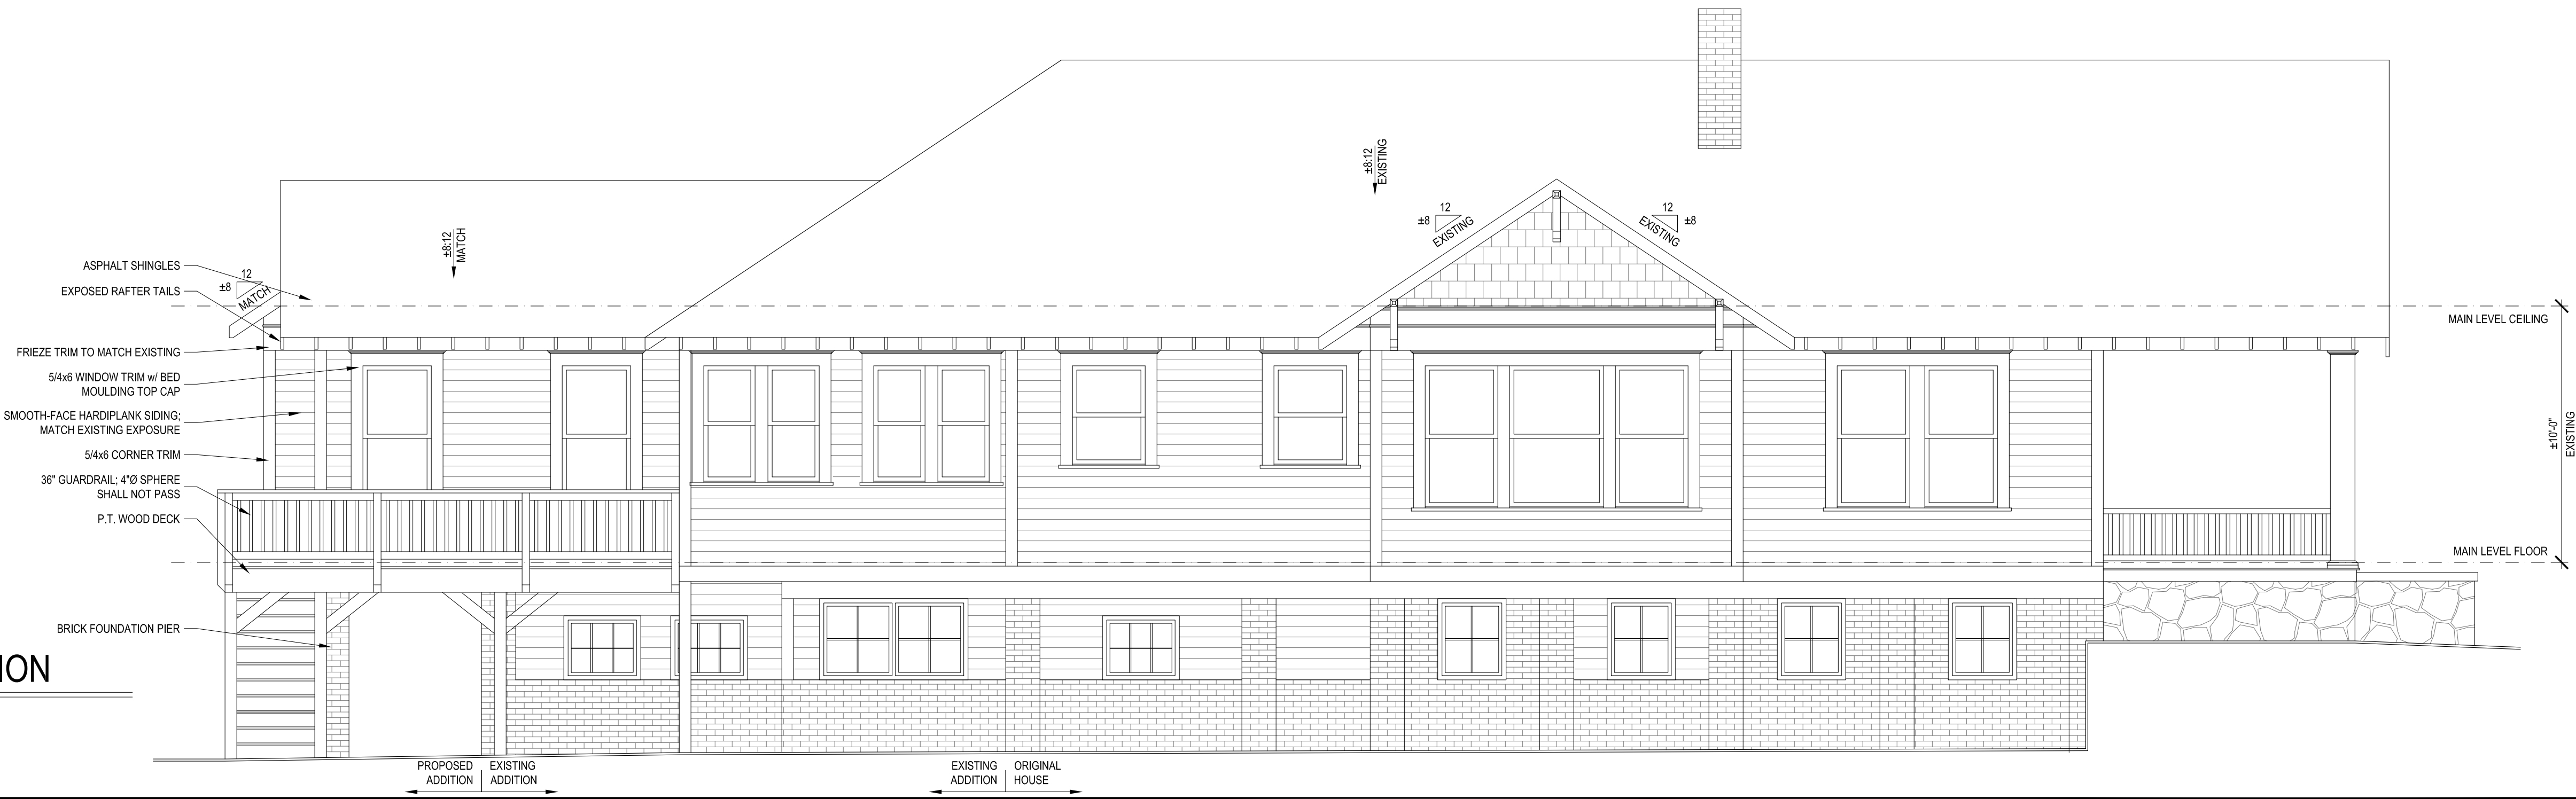 ±8:12
EXISTING
12
±8
EXISTING
12
±8
EXISTING
±8:12
MATCH
ASPHALT SHINGLES
12
±8
MATCH
EXPOSED RAFTER TAILS
FRIEZE TRIM TO MATCH EXISTING
5/4x6 WINDOW TRIM w/ BED
MOULDING TOP CAP
SMOOTH-FACE HARDIPLANK SIDING;
MATCH EXISTING EXPOSURE
5/4x6 CORNER TRIM
36" GUARDRAIL; 4"Ø SPHERE
SHALL NOT PASS
P.T. WOOD DECK
BRICK FOUNDATION PIER
ION
MAIN LEVEL CEILING
±10'-0"
EXISTING
MAIN LEVEL FLOOR
PROPOSED
ADDITION
EXISTING
ADDITION
EXISTING
ADDITION
ORIGINAL
HOUSE